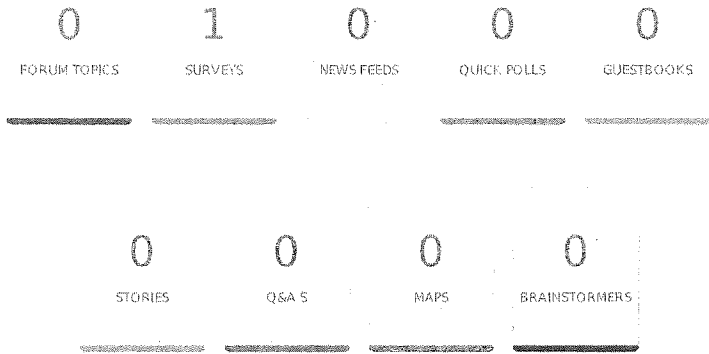 0 1 0 0 0
FORUM TOPICS SURVEYS NEWS FEEDS QUICK POLLS GUESTBOOKS
0 0 0 0
STORIES Q&A S MAPS BRAINSTORMERS